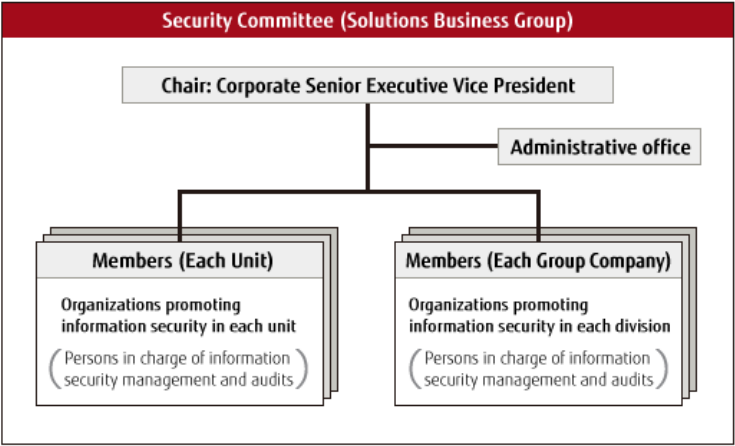 Security Committee (Solutions Business Group)
Chair: Corporate Senior Executive Vice President
Administrative office
Members (Each Unit)
Organizations promoting
information security in each unit
(Persons in charge of information
security management and audits)
Members (Each Group Company)
Organizations promoting
information security in each division
(Persons in charge of information
security management and audits)